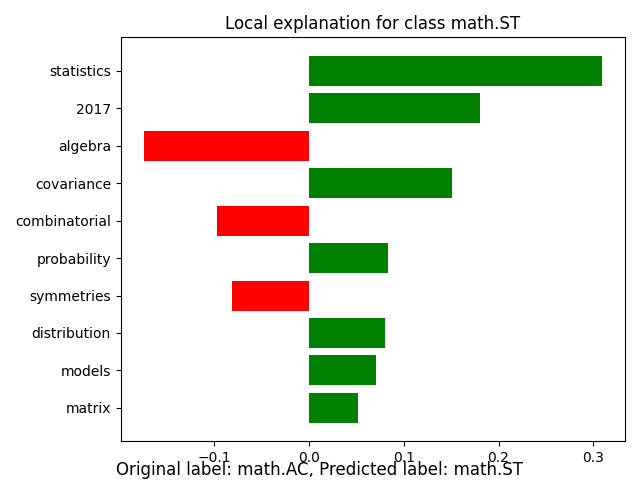 Local explanation for class math.ST
statistics
2017
algebra
covariance
combinatorial
probability
symmetries
distribution
models
matrix
−0.1 0.0 0.1 0.2 0.3
Original label: math.AC, Predicted label: math.ST